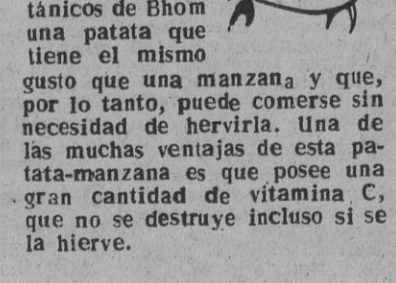 tánicos de Bhom
una patata que
tiene el mismo
gusto que una manzana y que,
por lo tanto, puede comerse sin
necesidad de hervirla. Una de
las muchas ventajas de esta pa-
tata-manzana es que posee una
gran cantidad de vitamina C,
que no se destruye incluso si se
la hierve.